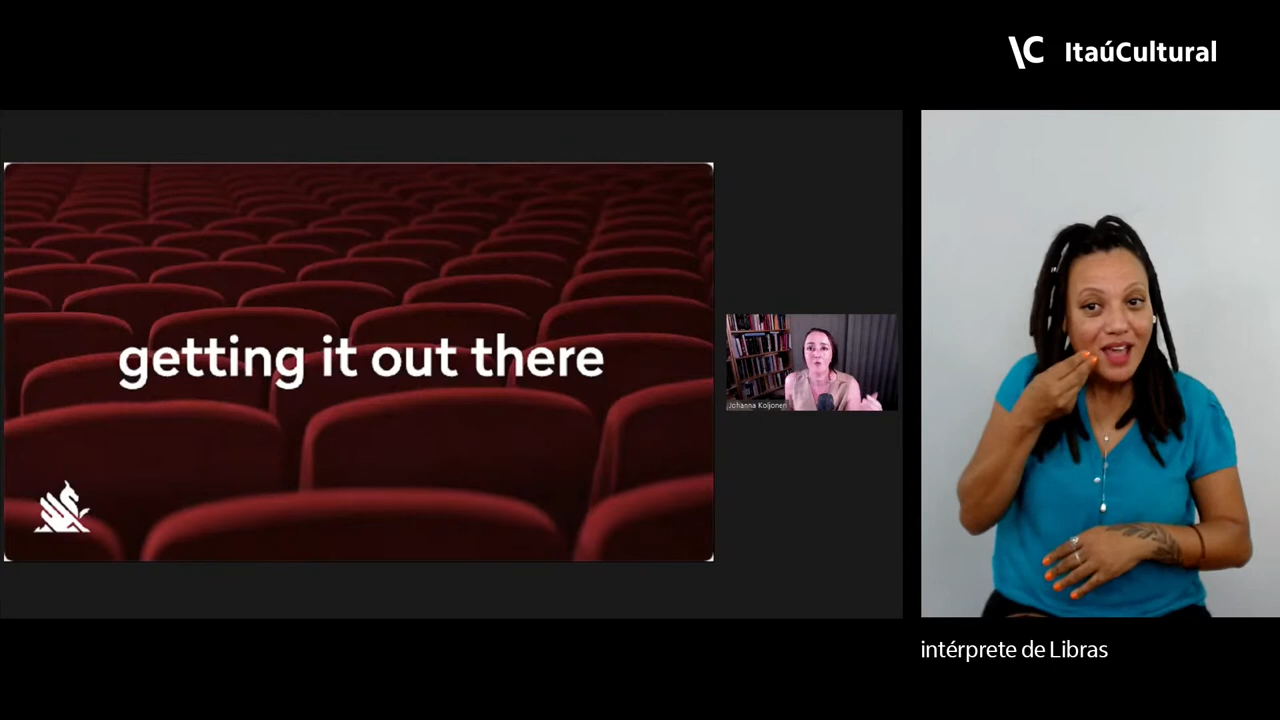 \C ItaúCultural
getting it out there
Johanna Koljonen
intérprete de Libras